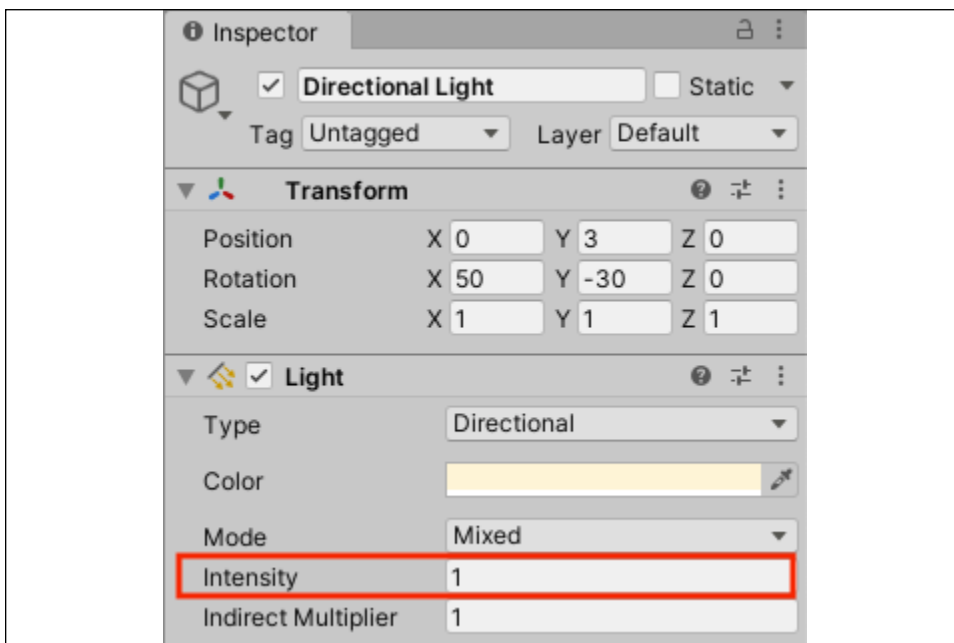 Inspector
Directional Light Static
Tag Untagged Layer Default
Transform
Position X 0 Y 3 Z 0
Rotation X 50 Y -30 Z 0
Scale X 1 Y 1 Z 1
Light
Type Directional
Color
Mode Mixed
Intensity 1
Indirect Multiplier 1